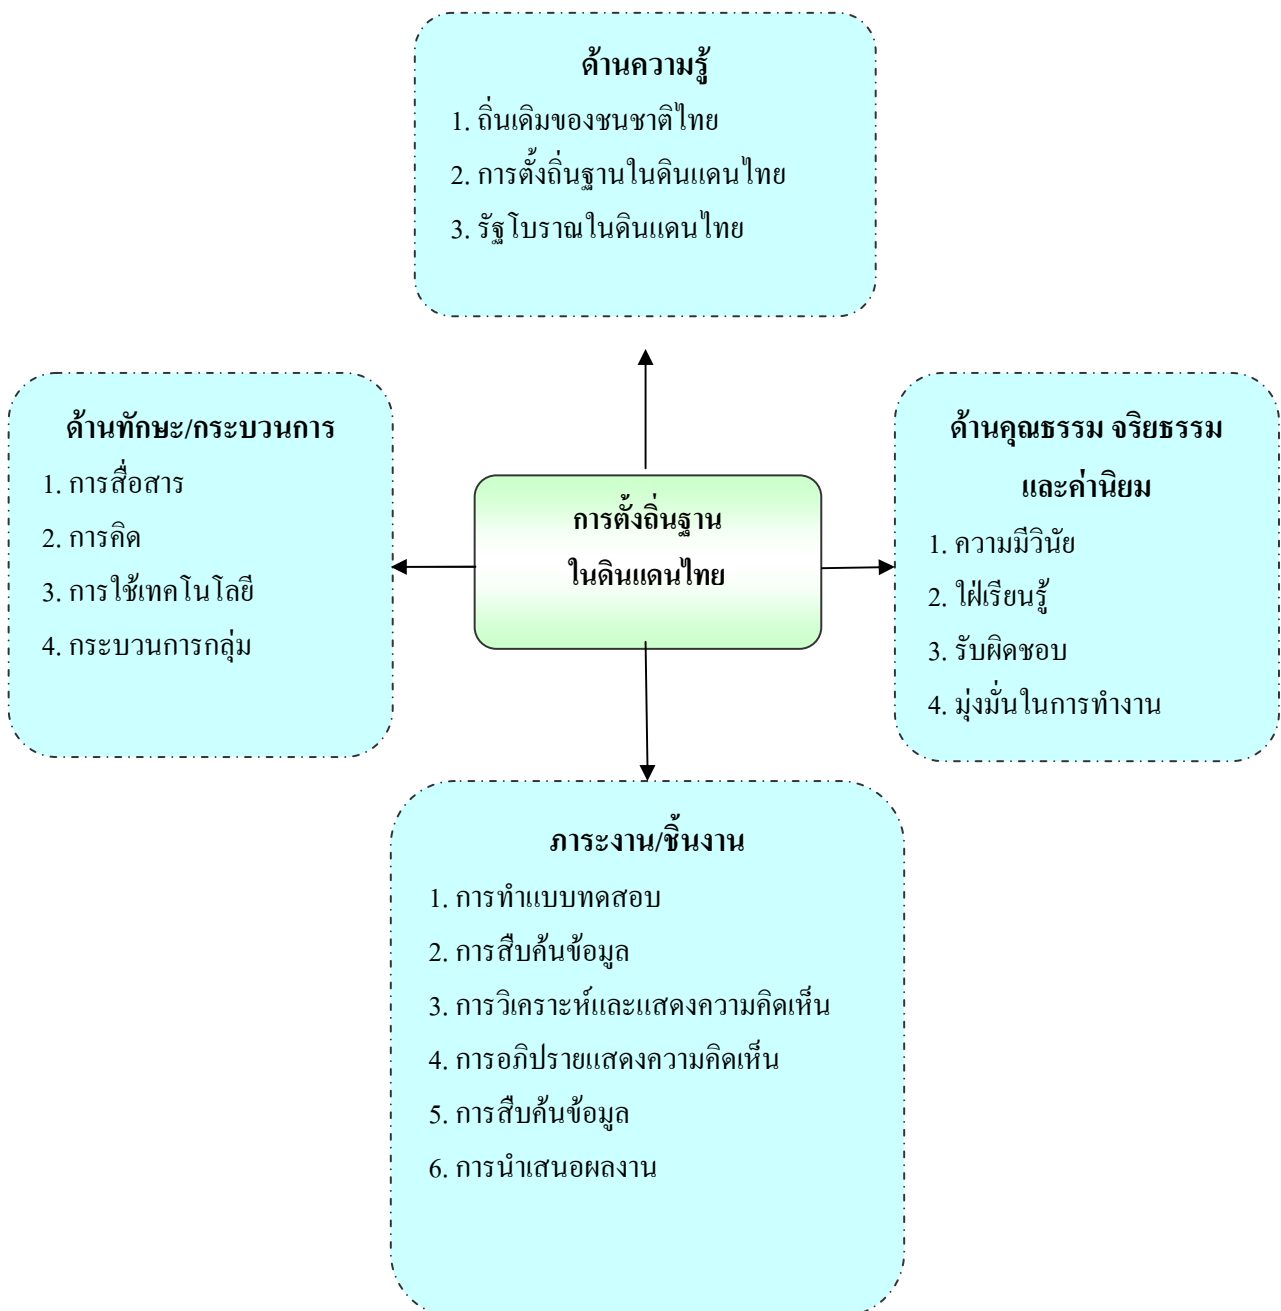 ด้านความรู้
1. ถิ่นเดิมของชนชาติไทย
2. การตั้งถิ่นฐานในดินแดนไทย
3. รัฐโบราณในดินแดนไทย
ด้านทักษะ/กระบวนการ
1. การสื่อสาร
2. การคิด
3. การใช้เทคโนโลยี
4. กระบวนการกลุ่ม
การตั้งถิ่นฐาน
ในดินแดนไทย
ด้านคุณธรรม จริยธรรม
และค่านิยม
1. ความมีวินัย
2. ใฝ่เรียนรู้
3. รับผิดชอบ
4. มุ่งมั่นในการทำงาน
ภาระงาน/ชิ้นงาน
1. การทำแบบทดสอบ
2. การสืบค้นข้อมูล
3. การวิเคราะห์และแสดงความคิดเห็น
4. การอภิปรายแสดงความคิดเห็น
5. การสืบค้นข้อมูล
6. การนำเสนอผลงาน